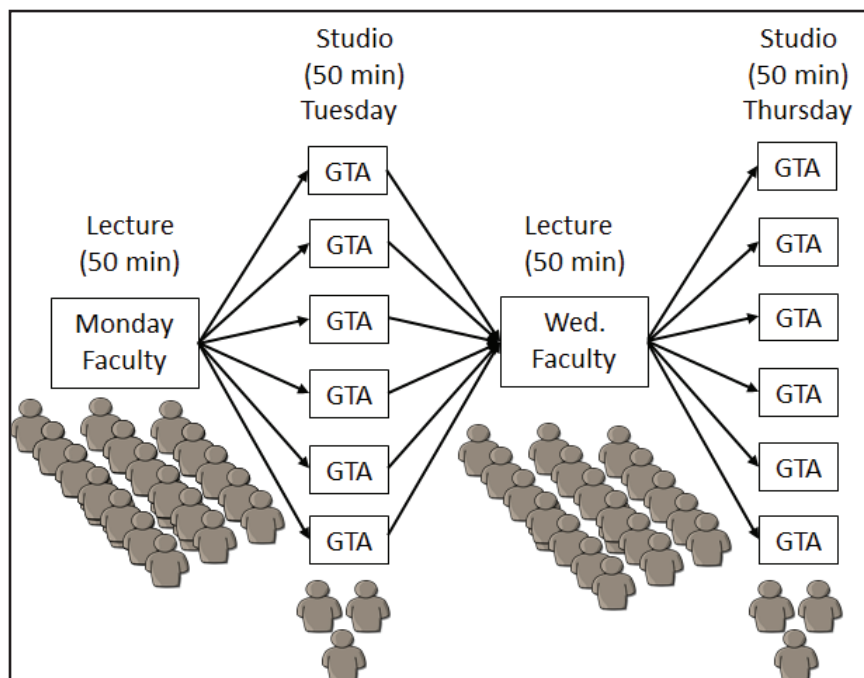 Studio
(50 min)
Tuesday
Studio
(50 min)
Thursday
Lecture
(50 min)
Monday
Faculty
GTA
GTA
GTA
GTA
GTA
GTA
Lecture
(50 min)
Wed.
Faculty
GTA
GTA
GTA
GTA
GTA
GTA